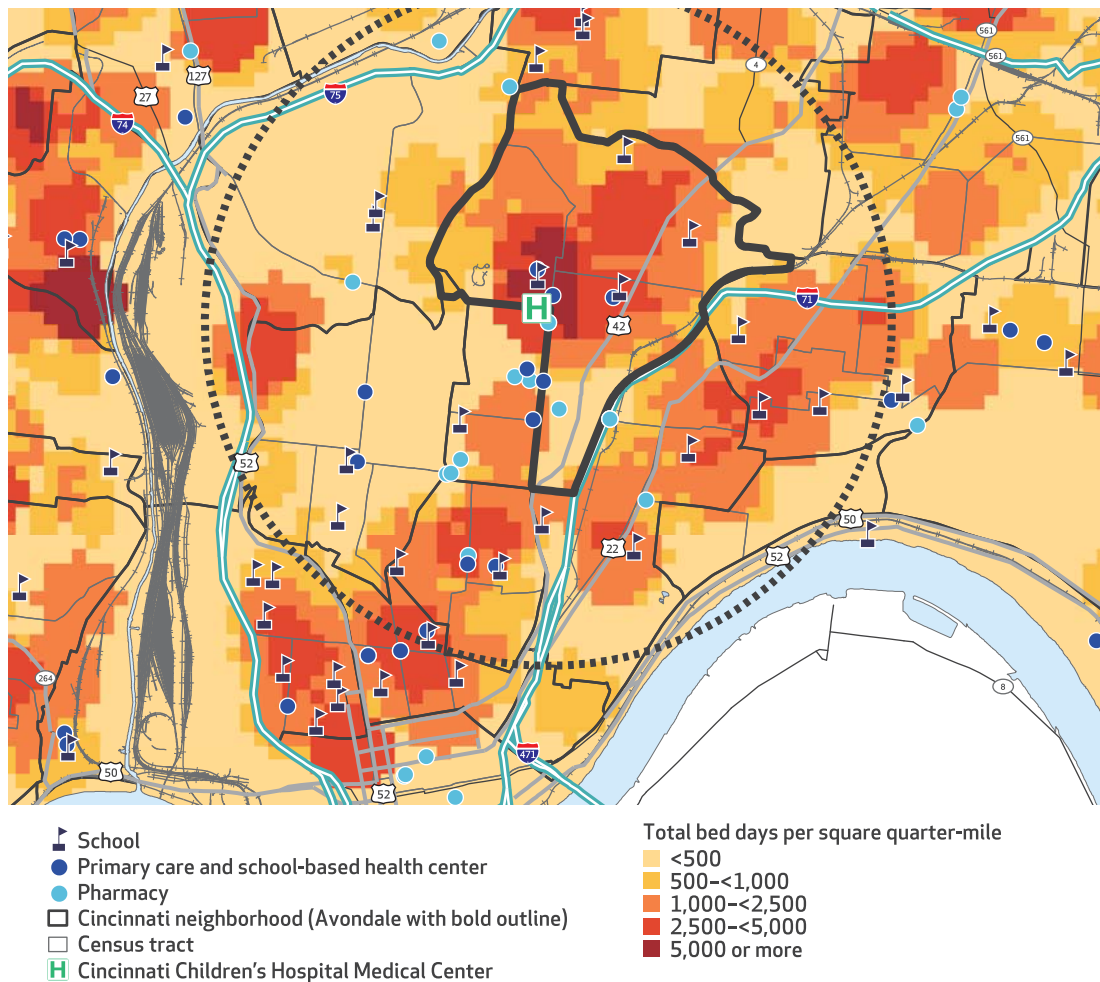 561
4
561
127
27
75
74
561
71
42
52
50
22
52
264
8
471
50
52
H
School
Primary care and school-based health center
Pharmacy
Cincinnati neighborhood (Avondale with bold outline)
Census tract
H Cincinnati Children's Hospital Medical Center
Total bed days per square quarter-mile
<500
500–<1,000
1,000–<2,500
2,500–<5,000
5,000 or more